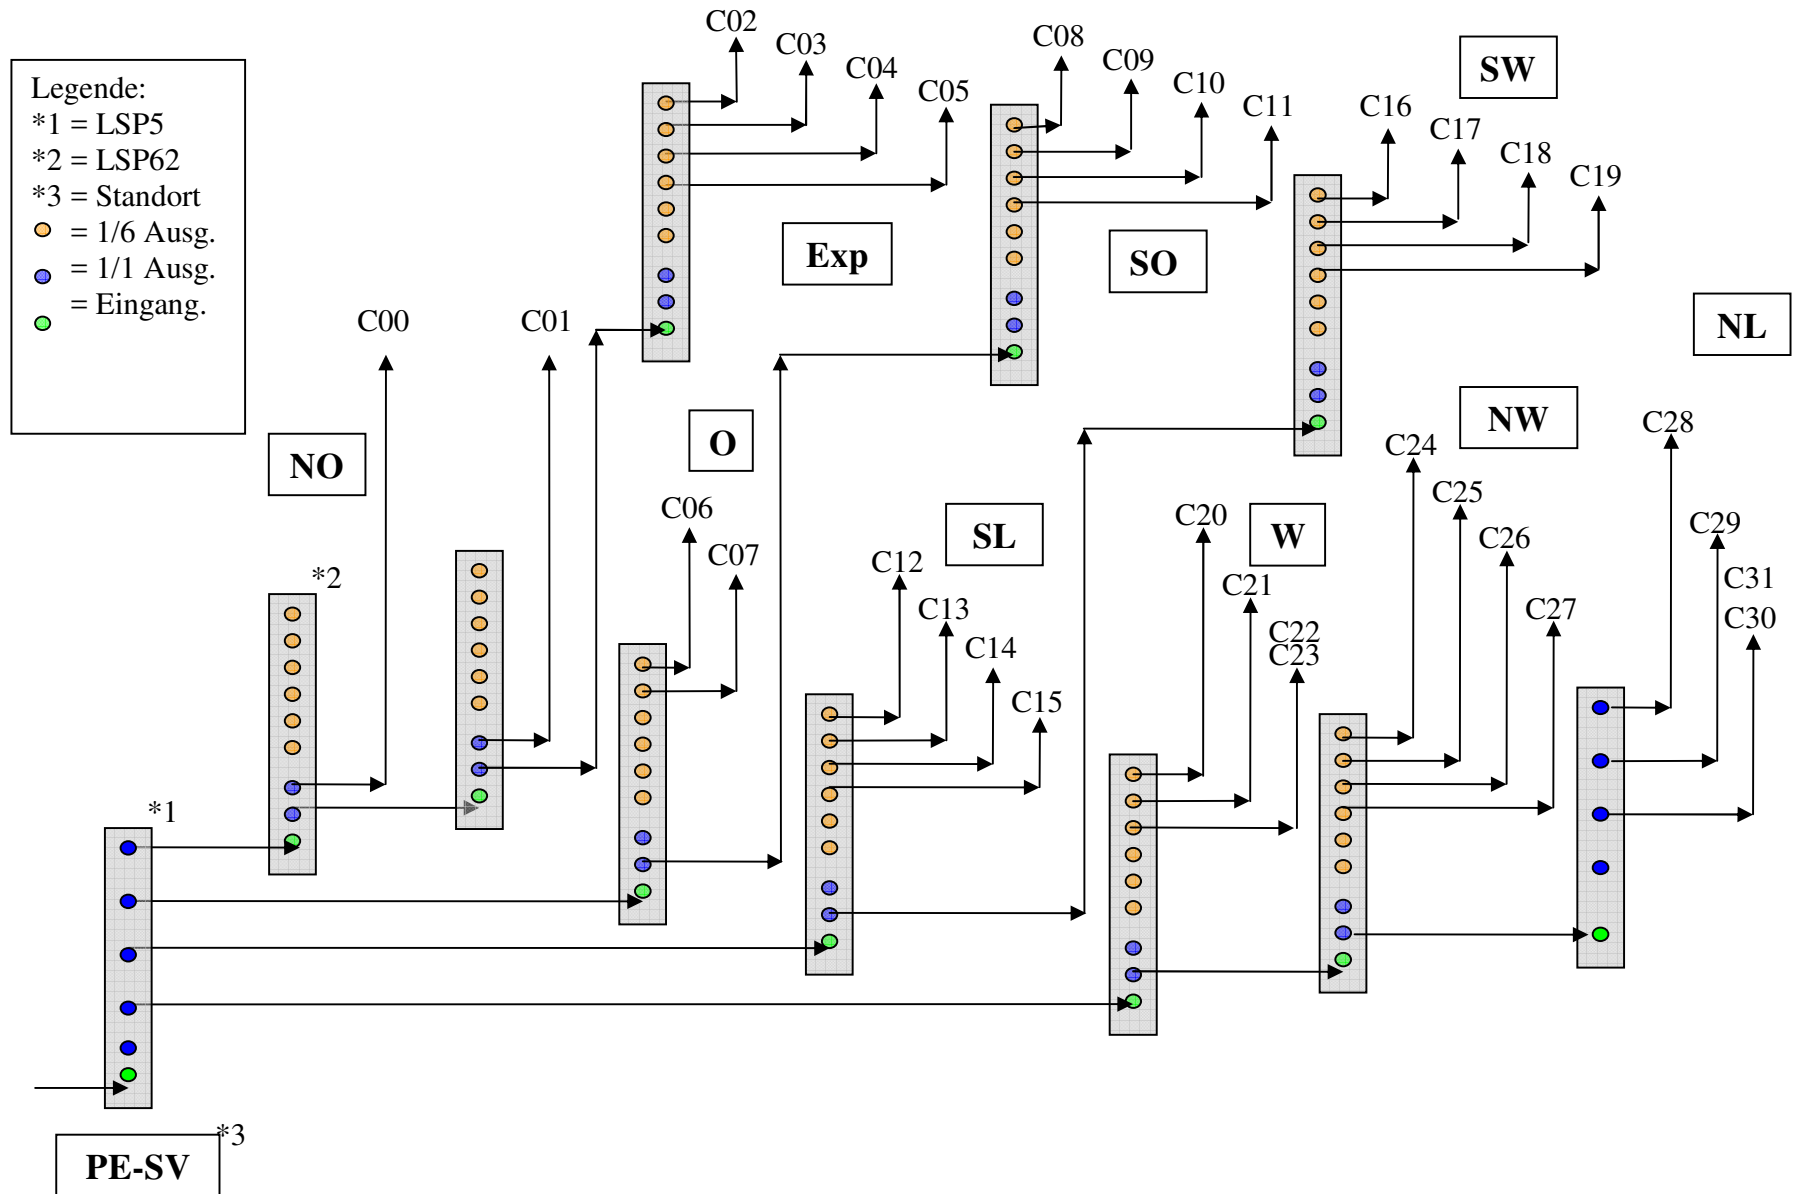 Legende:
*1 = LSP5
*2 = LSP62
*3 = Standort
= 1/6 Ausg.
= 1/1 Ausg.
= Eingang.
C02
C03
C04
C05
C08
C09
C10
C11
SW
C16
C17
C18
C19
Exp
SO
NL
C00
C01
NO
O
NW
C28
C24
C25
C26
C27
C29
C31
C30
C06
C07
SL
C12
C13
C14
C15
W
C20
C21
C22
C23
*2
*1
*3
PE-SV